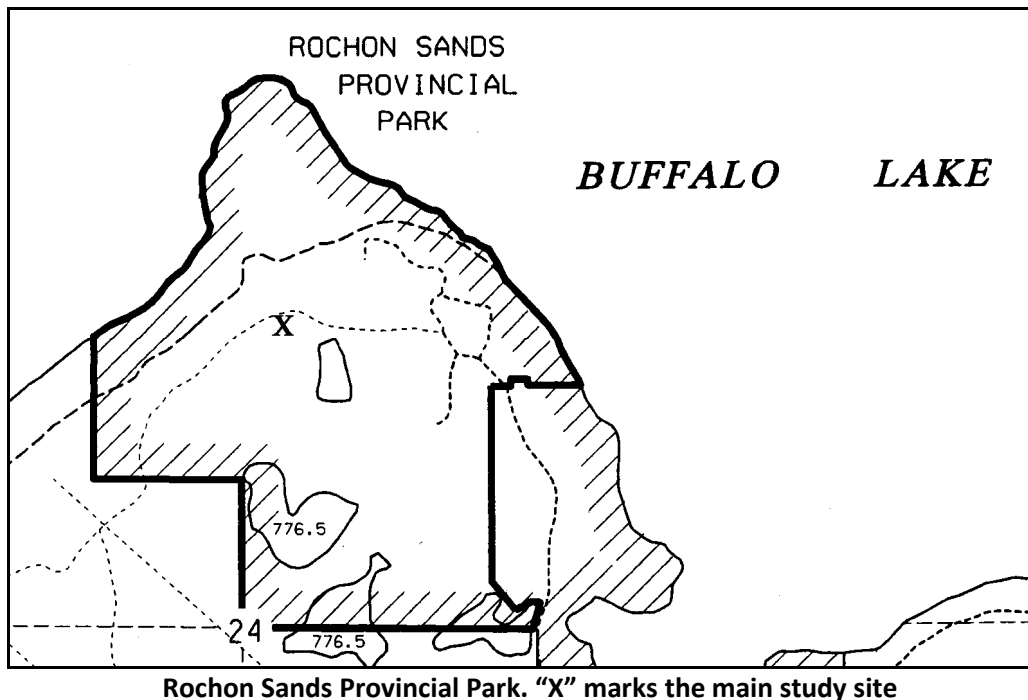 ROCHON SANDS
PROVINCIAL
PARK
BUFFALO LAKE
X
776.5
24
776.5
Rochon Sands Provincial Park. “X” marks the main study site